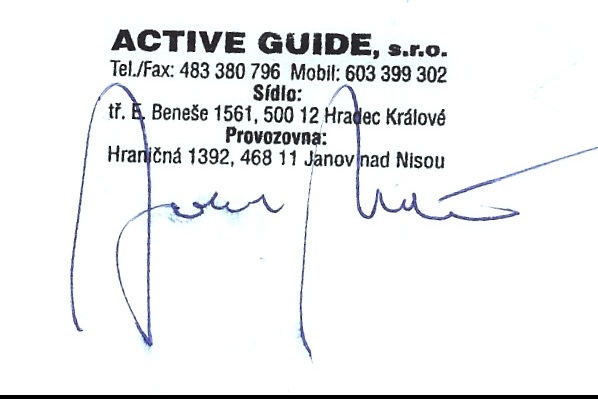 ACTIVE GUIDE, s.r.o.
Tel./Fax: 483 380 796 Mobil: 603 399 302
Sídlo:
tř. E. Beneše 1561, 500 12 Hradec Králové
Provozovna:
Hraničná 1392, 468 11 Janov nad Nisou